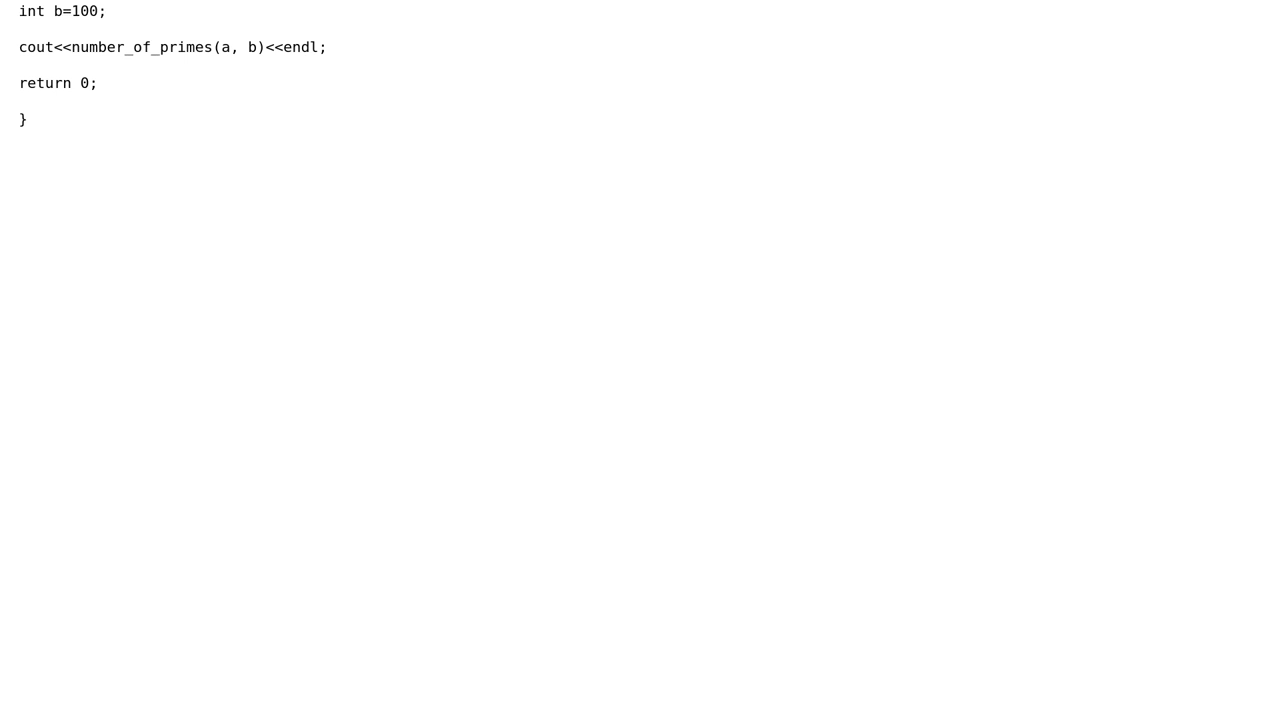 int b=100;
cout<<number_of_primes(a, b)<<endl;
return 0;
}